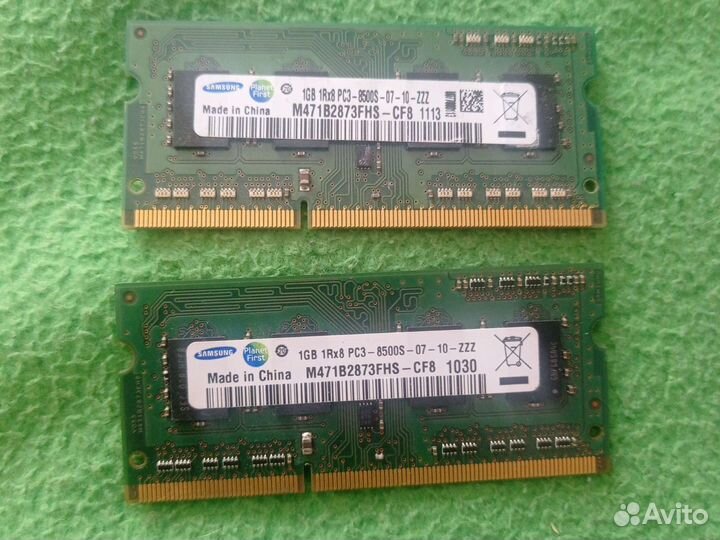 SAMSUNG
Planet First
1GB 1Rx8 PC3-8500S-07-10-ZZZ
Made in China
M471B2873FHS-CF8 1113
SAMSUNG
Planet First
1GB 1Rx8 PC3-8500S-07-10-ZZZ
Made in China
M471B2873FHS-CF8 1030
Avito